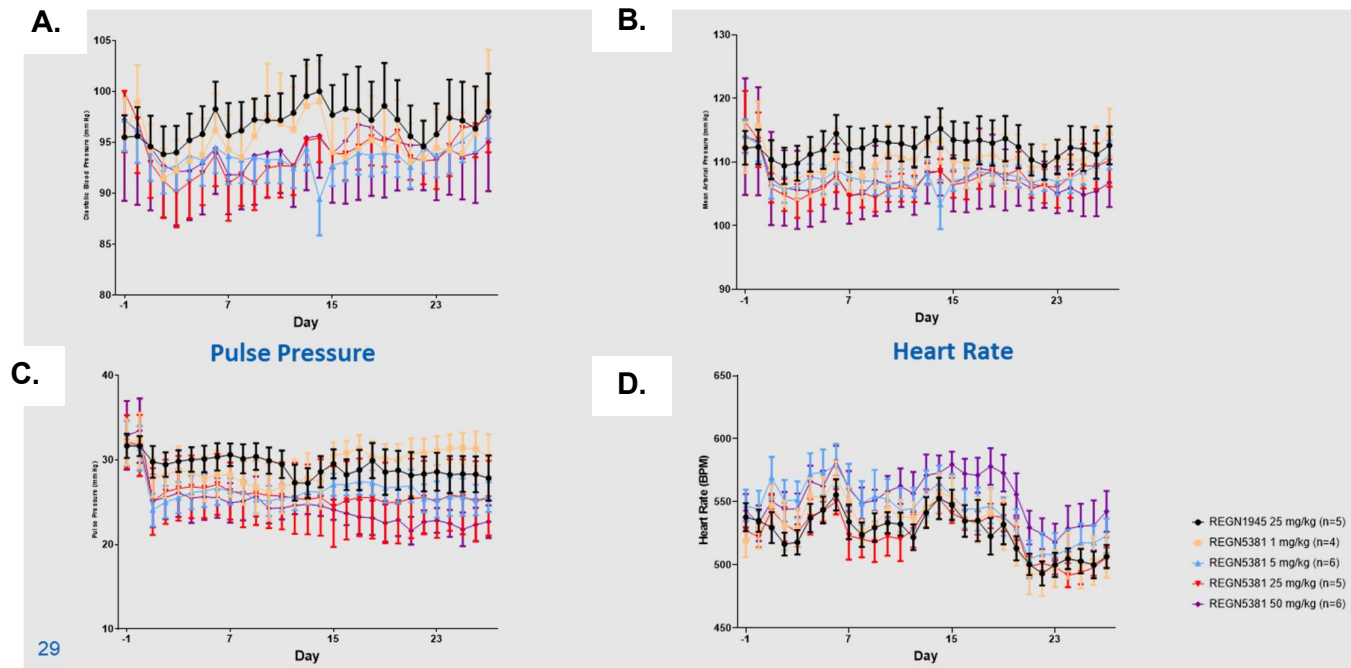 A.
B.
105
100
95
90
85
80
Diastolic Blood Pressure (mmHg)
-1 7 15 23
Day
130
120
110
100
90
Mean Arterial Pressure (mmHg)
-1 7 15 23
Day
Pulse Pressure
Heart Rate
C.
D.
40
30
20
10
Pulse Pressure (mmHg)
-1 7 15 23
Day
650
600
550
500
450
Heart Rate (BPM)
-1 7 15 23
Day
REGN1945 25 mg/kg (n=5)
REGN5381 1 mg/kg (n=4)
REGN5381 5 mg/kg (n=6)
REGN5381 25 mg/kg (n=5)
REGN5381 50 mg/kg (n=6)
29